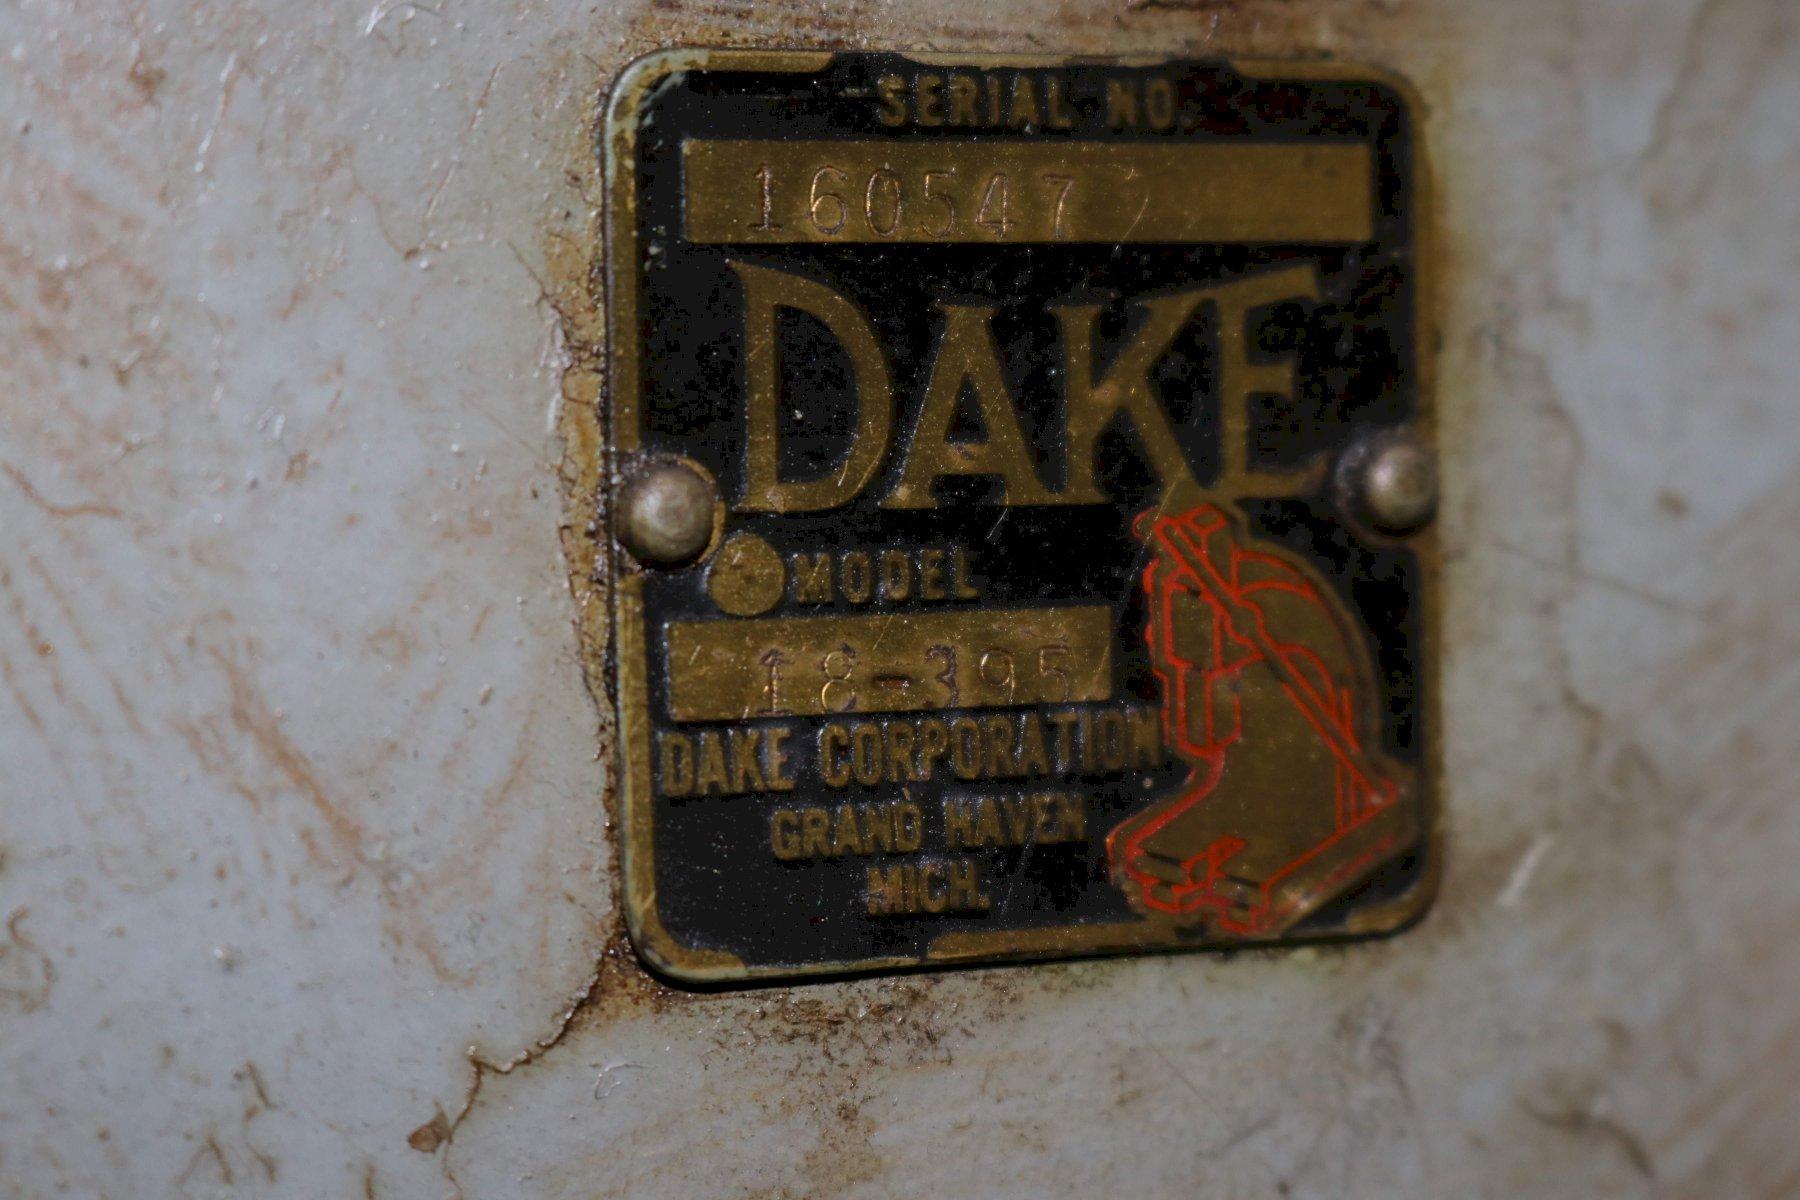 SERIAL NO.
160547
DAKE
MODEL
18-395
DAKE CORPORATION
GRAND HAVEN
MICH.